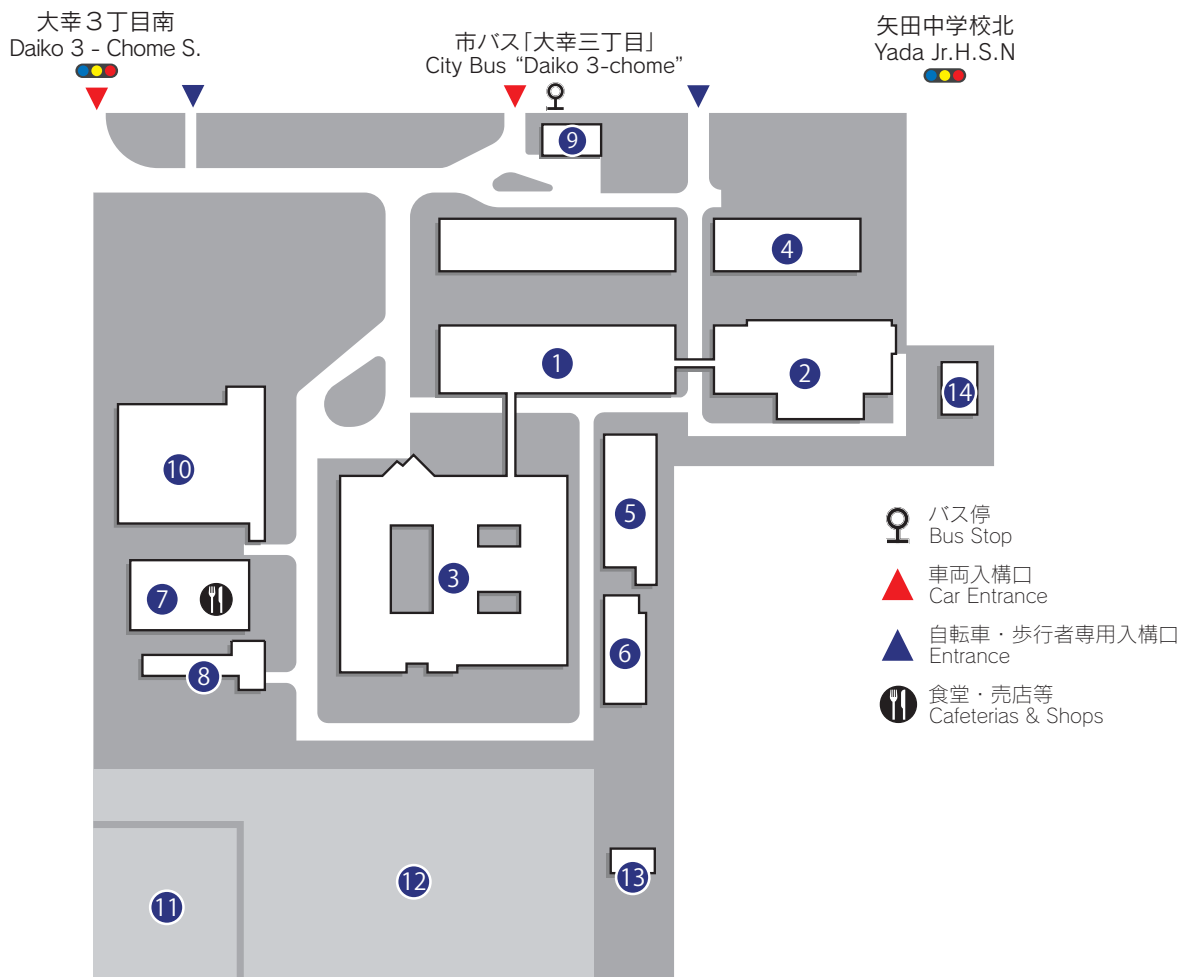 大幸3丁目南
Daiko 3 - Chome S.
市バス「大幸三丁目」
City Bus “Daiko 3-chome”
矢田中学校北
Yada Jr.H.S.N
9
4
1
2
14
10
5
3
7
6
8
バス停
Bus Stop
車両入構口
Car Entrance
自転車・歩行者専用入構口
Entrance
食堂・売店等
Cafeterias & Shops
12
13
11